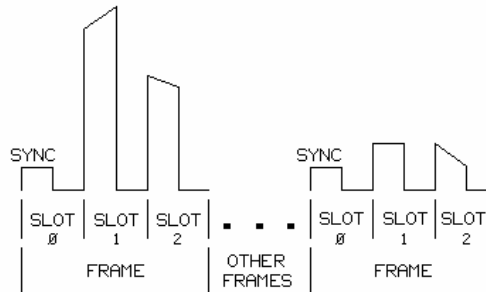 SYNC
SYNC
SLOT SLOT SLOT . . . SLOT SLOT SLOT
Ø 1 2 Ø 1 2
FRAME OTHER FRAMES FRAME